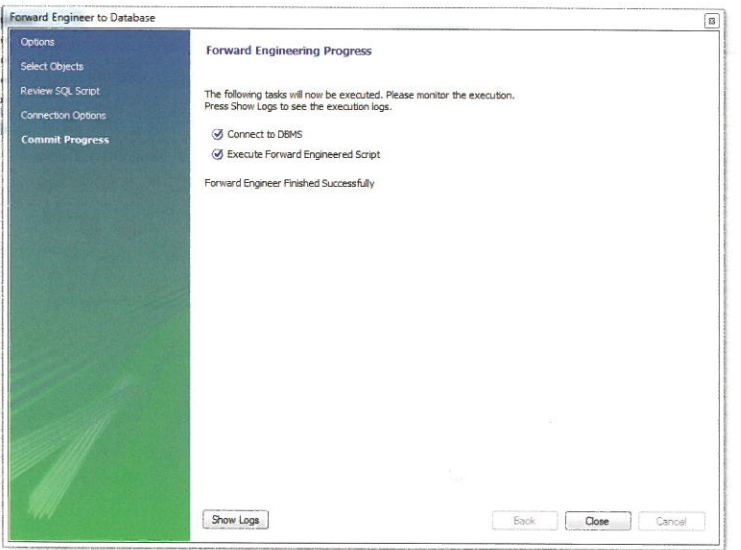 Forward Engineer to Database
Options
Select Objects
Review SQL Script
Connection Options
Commit Progress
Forward Engineering Progress
The following tasks will now be executed. Please monitor the execution.
Press Show Logs to see the execution logs.
Connect to DBMS
Execute Forward Engineered Script
Forward Engineer Finished Successfully
Show Logs
Back
Close
Cancel